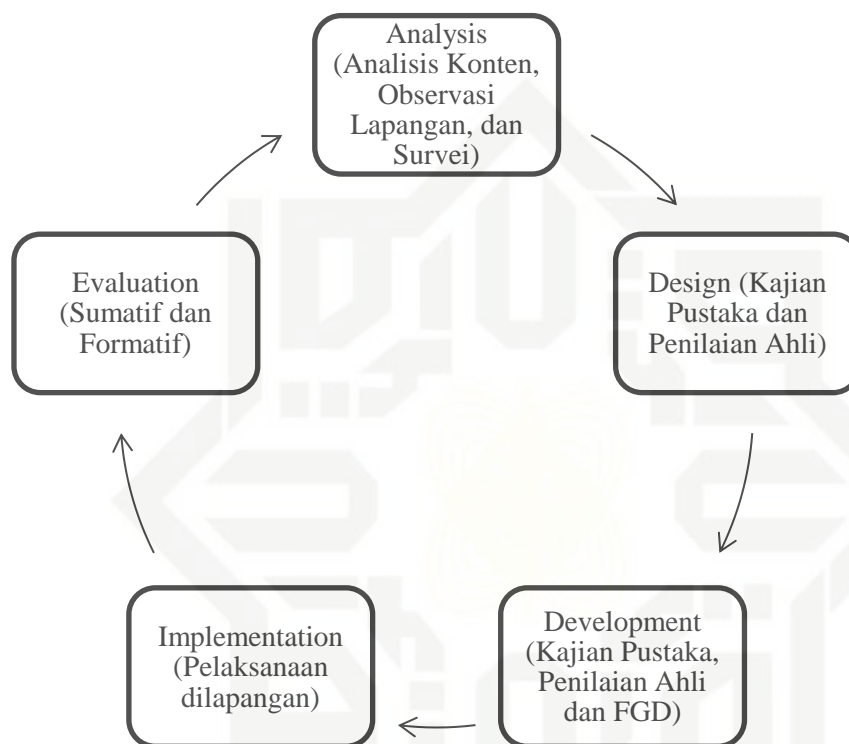 Analysis
(Analisis Konten,
Observasi
Lapangan, dan
Survei)
Design (Kajian
Pustaka dan
Penilaian Ahli)
Development
(Kajian Pustaka,
Penilaian Ahli
dan FGD)
Implementation
(Pelaksanaan
dilapangan)
Evaluation
(Sumatif dan
Formatif)